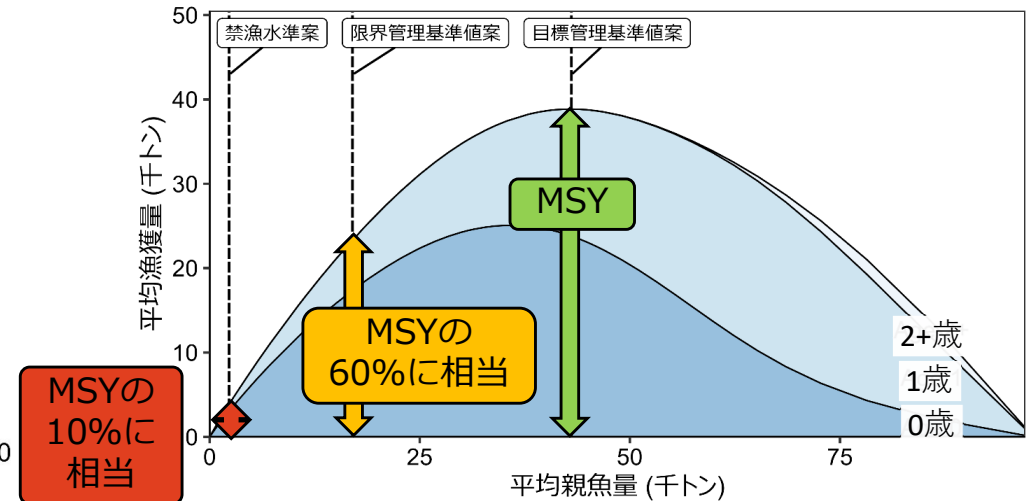 禁漁水準案
限界管理基準値案
目標管理基準値案
50
40
30
20
10
0
平均漁獲量 (千トン)
MSY
MSYの
60%に相当
MSYの
10%に
相当
2+歳
1歳
0歳
0
0
25
50
75
平均親魚量 (千トン)